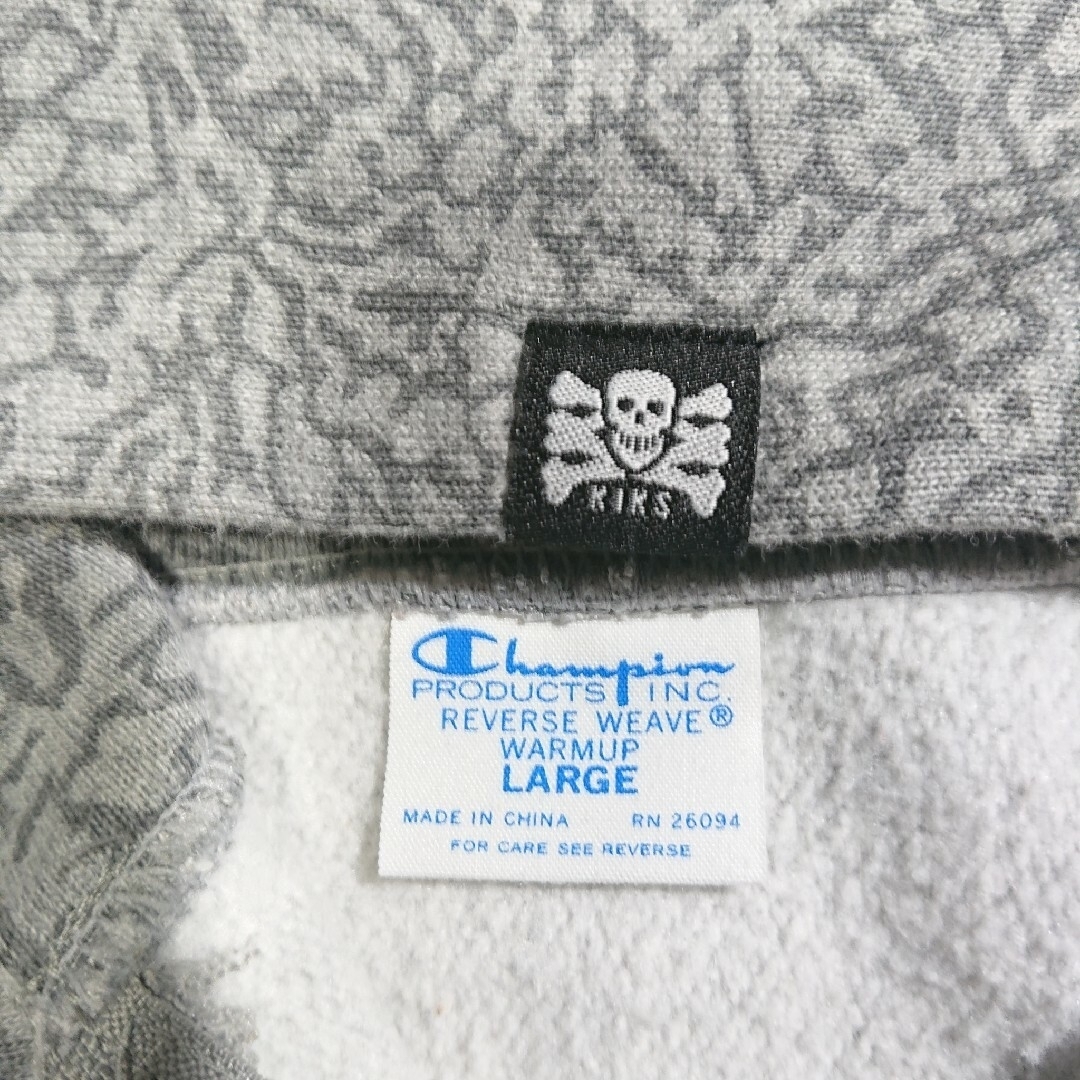 KIKS
Champion
PRODUCTS INC.
REVERSE WEAVE®
WARMUP
LARGE
MADE IN CHINA RN 26094
FOR CARE SEE REVERSE